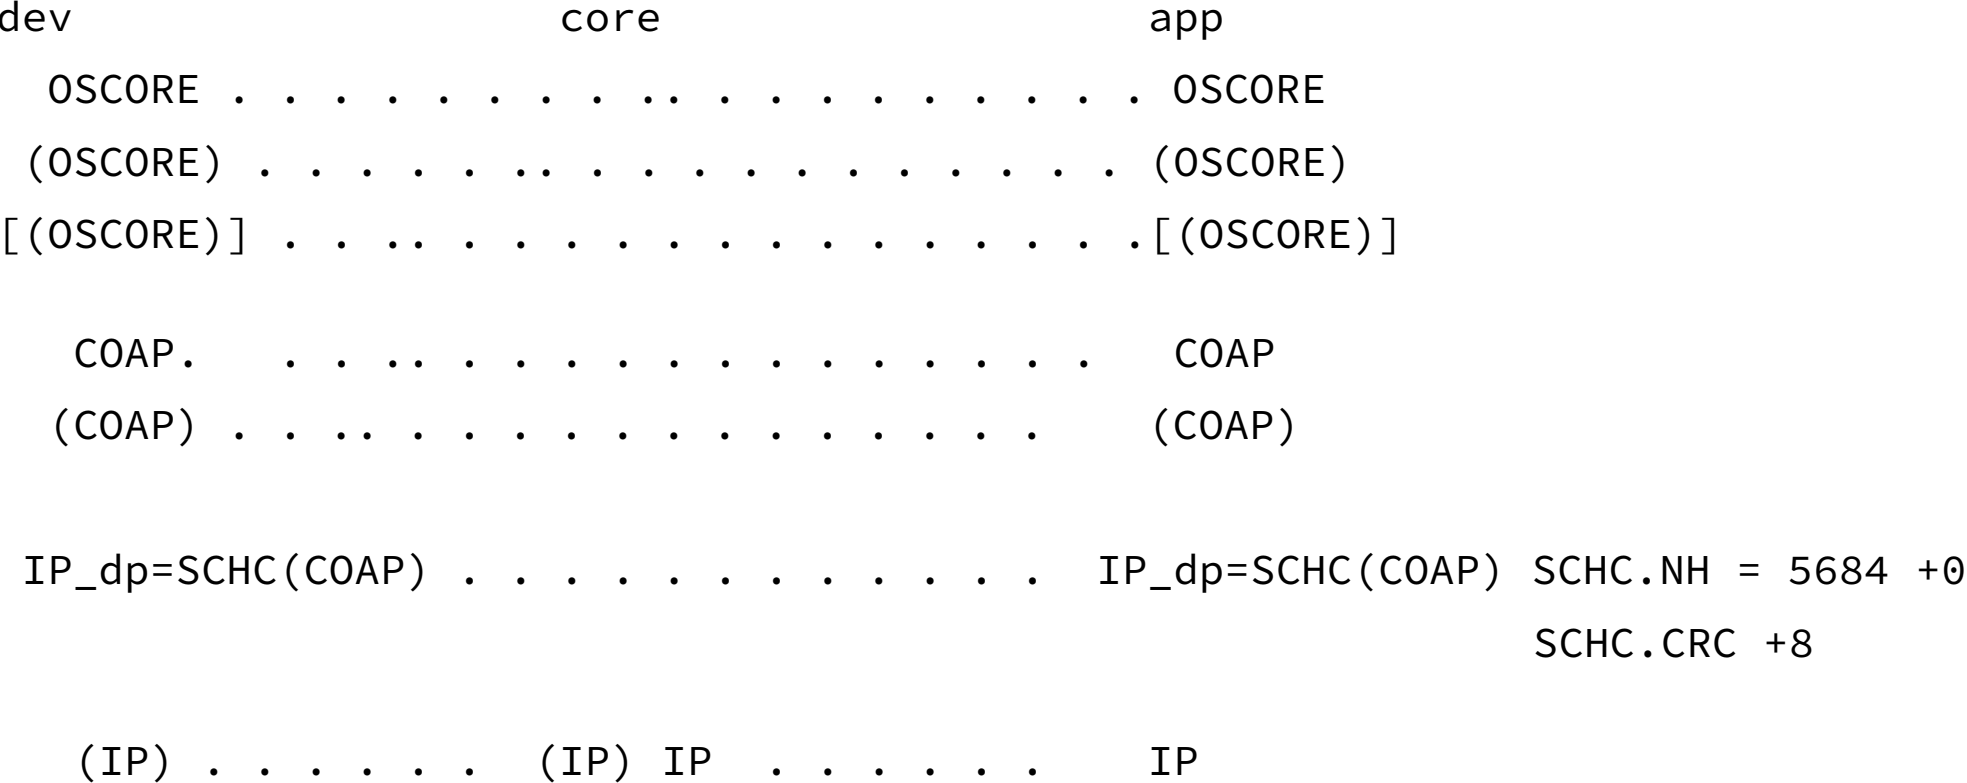 dev core app
OSCORE . . . . . . . . .. . . . . . . . . . OSCORE
(OSCORE) . . . . . .. . . . . . . . . . . . (OSCORE)
[(OSCORE)] . . .. . . . . . . . . . . . . . .[(OSCORE)]
COAP. . . .. . . . . . . . . . . . . . COAP
(COAP) . . .. . . . . . . . . . . . . . (COAP)
IP_dp=SCHC(COAP) . . . . . . . . . . . . IP_dp=SCHC(COAP) SCHC.NH = 5684 +0
SCHC.CRC +8
(IP) . . . . . . (IP) IP . . . . . . IP